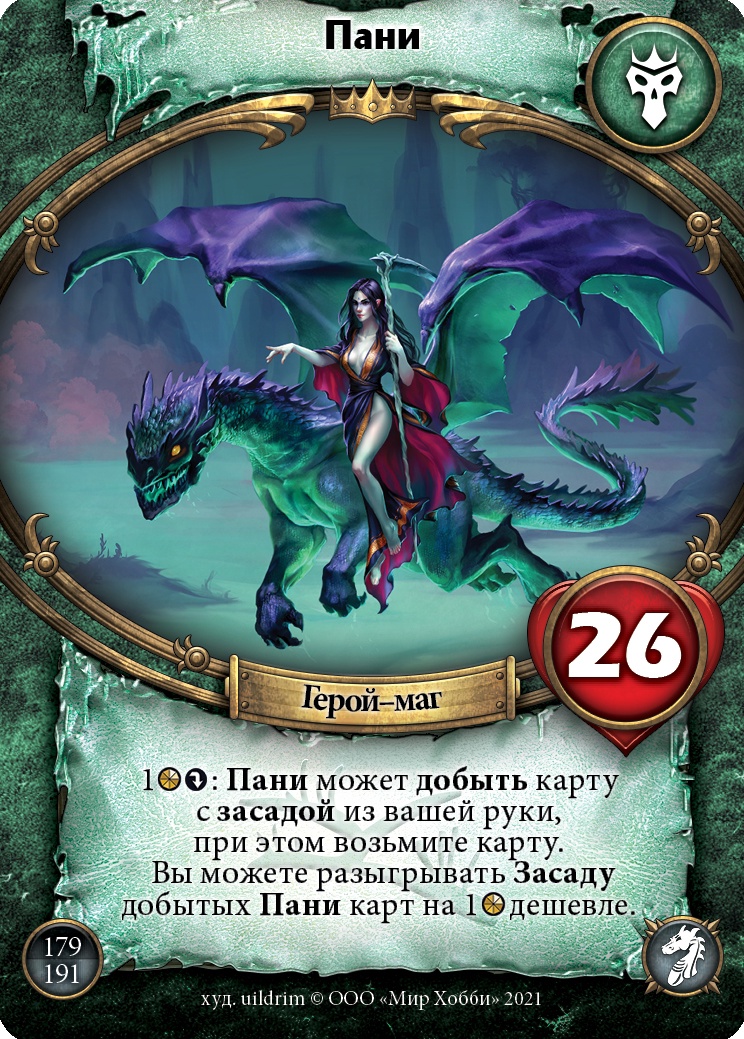 Пани
26
Герой-маг
1: Пани может добыть карту
с засадой из вашей руки,
при этом возьмите карту.
Вы можете разыгрывать Засаду
добытых Пани карт на 1 дешевле.
179
191
худ. uildrim © ООО «Мир Хобби» 2021